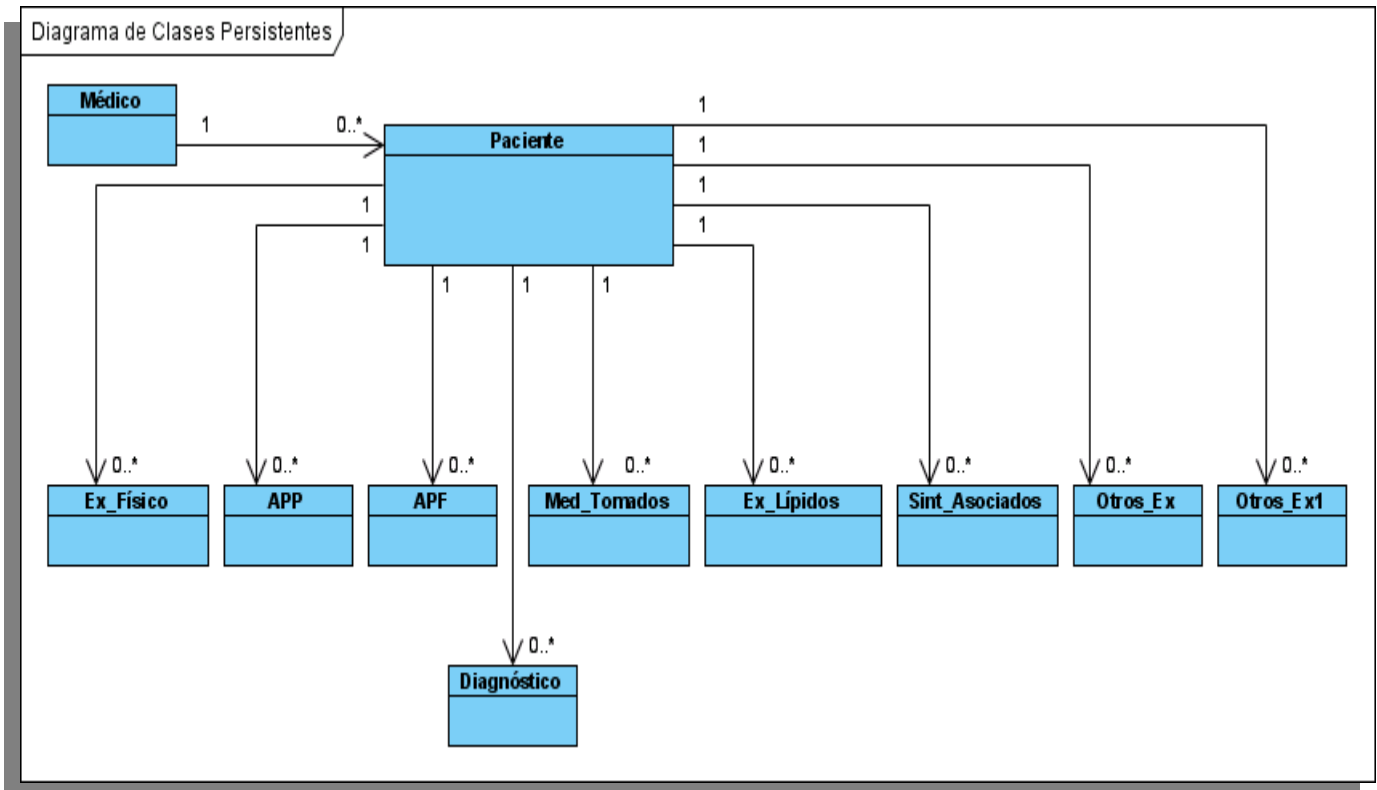 Diagrama de Clases Persistentes
Médico
1
0..*
Paciente
1
1
1
1
1
1
1
1
1
0..*
0..*
0..*
0..*
0..*
0..*
0..*
0..*
Ex_Físico
APP
APF
Med_Tomados
Ex_Lípidos
Sint_Asociados
Otros_Ex
Otros_Ex1
0..*
Diagnóstico